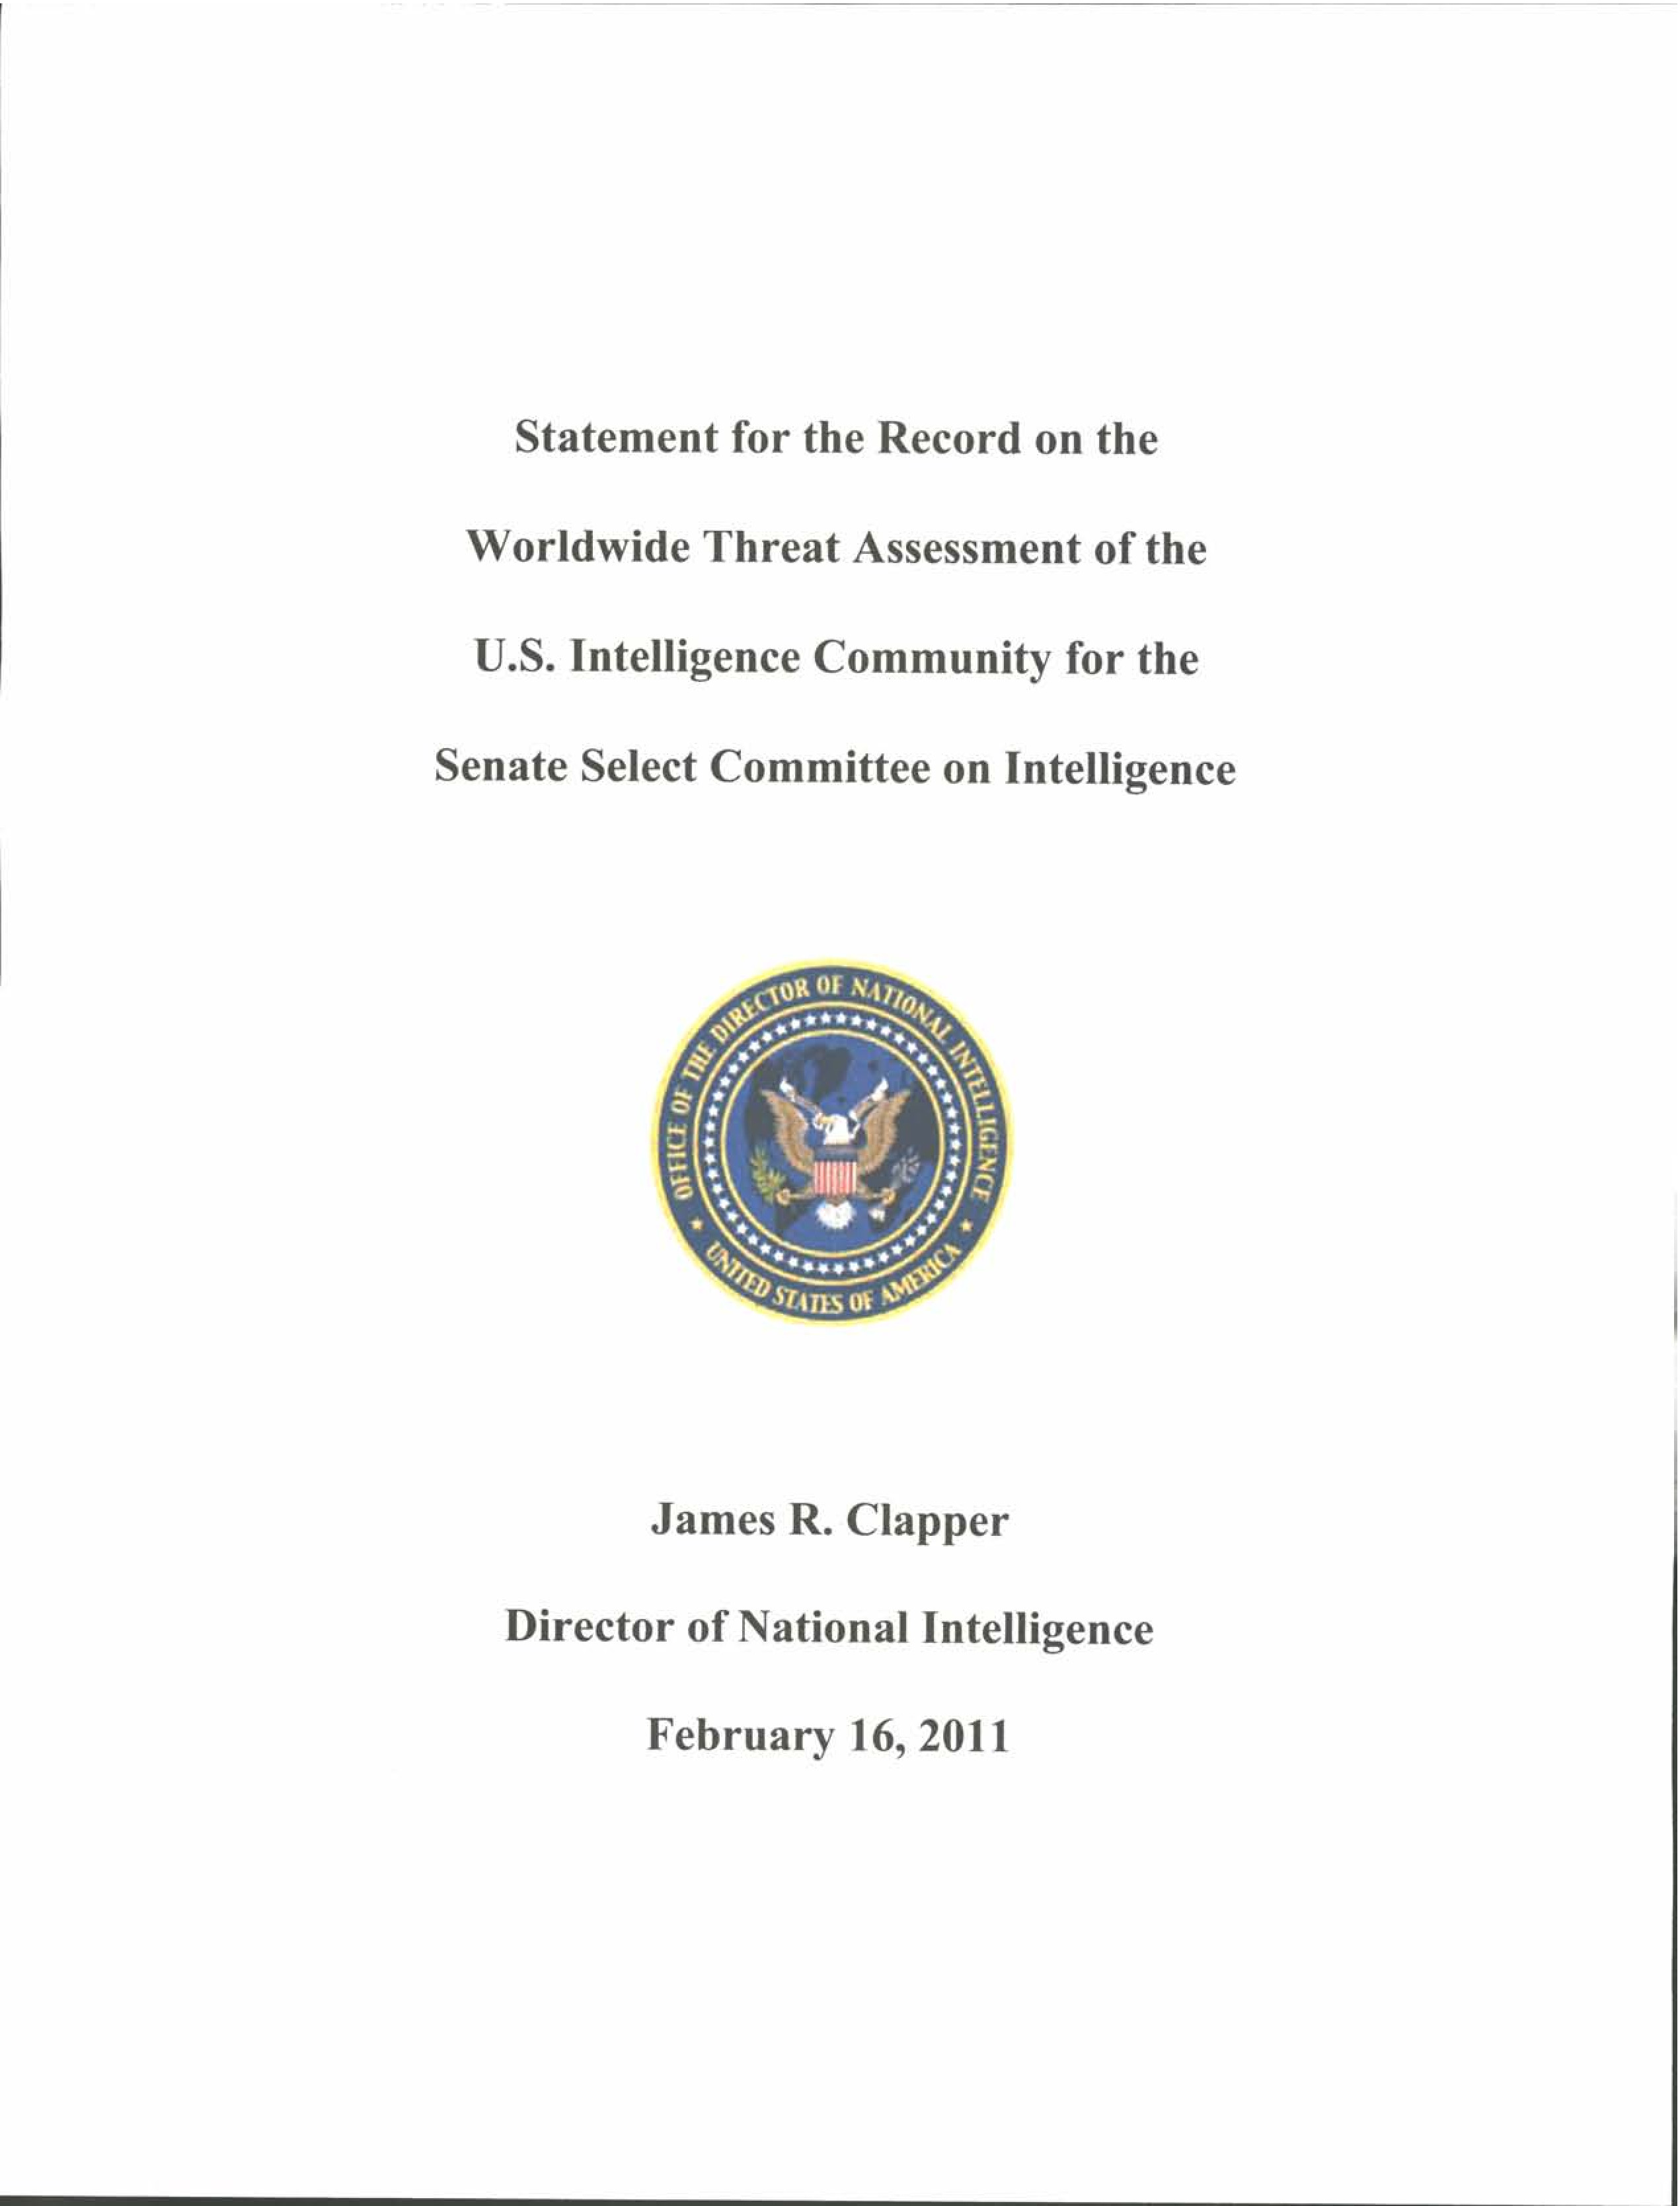 Statement for the Record on the
Worldwide Threat Assessment of the
U.S. Intelligence Community for the
Senate Select Committee on Intelligence
OFFICE OF THE DIRECTOR OF NATIONAL INTELLIGENCE
UNITED STATES OF AMERICA
James R. Clapper
Director of National Intelligence
February 16, 2011